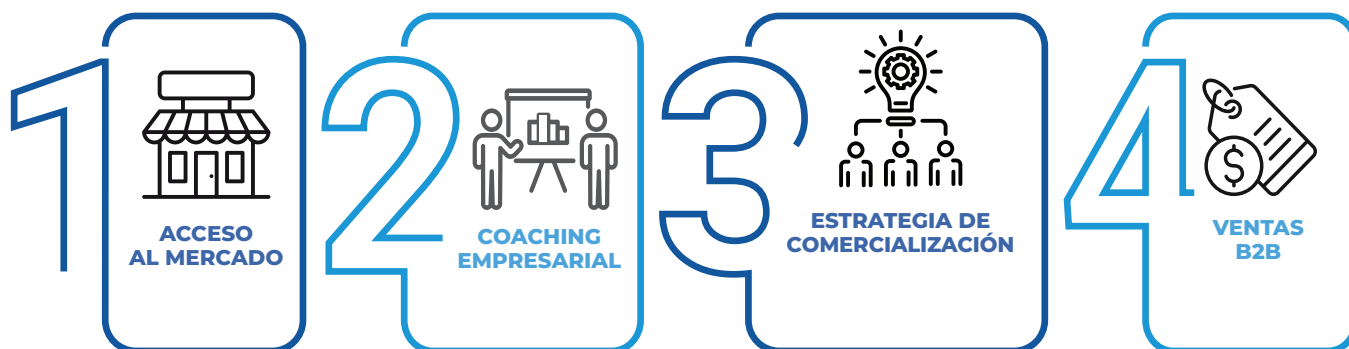 1
ACCESO
AL MERCADO
2
COACHING
EMPRESARIAL
3
ESTRATEGIA DE
COMERCIALIZACIÓN
4
$
VENTAS
B2B